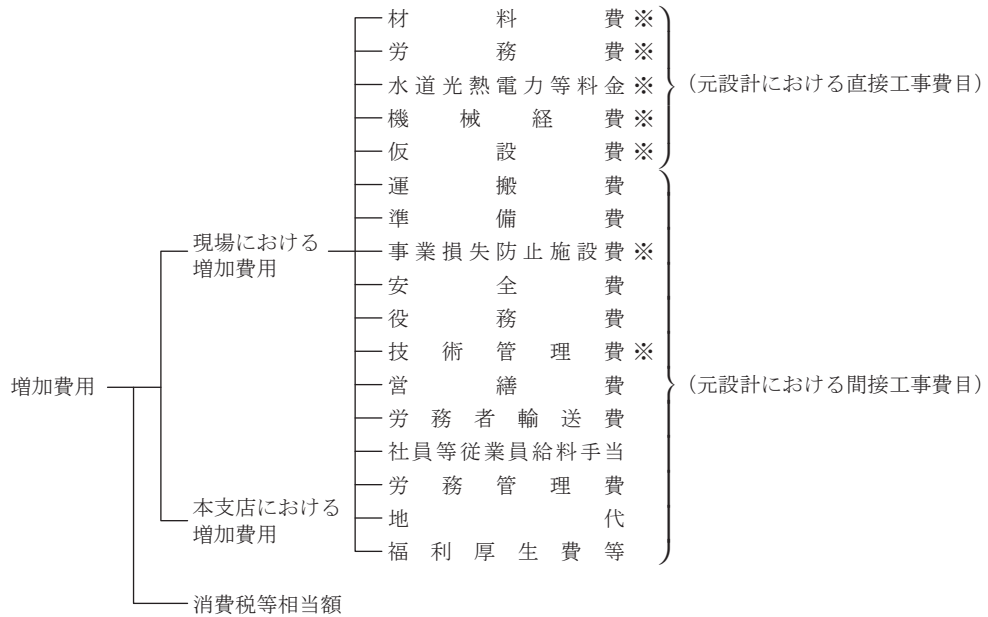 材料費※
労務費※
水道光熱電力等料金※
機械経費※
仮設費※
(元設計における直接工事費目)
運搬費
準備費
事業損失防止施設費※
安全費
役務費
技術管理費※
営繕費
労務者輸送費
社員等従業員給料手当
労務管理費
地代
福利厚生費等
(元設計における間接工事費目)
現場における
増加費用
増加費用
本支店における
増加費用
消費税等相当額